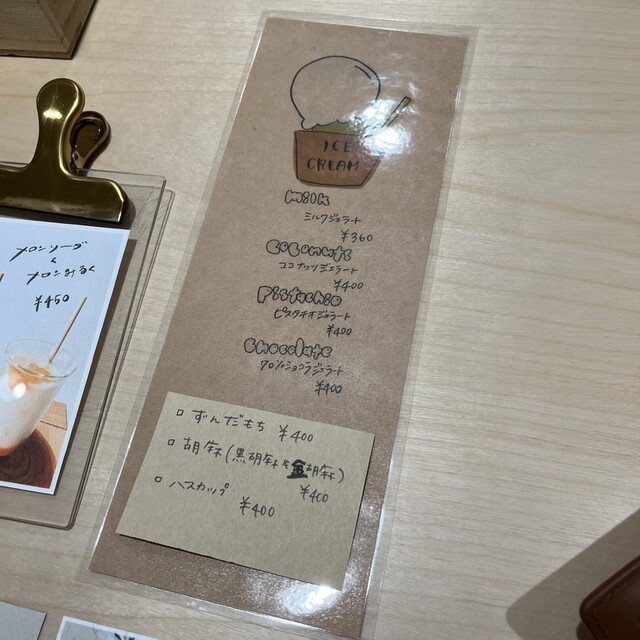 メロンソーダ
&
メロンみるく
¥450
ICE
CREAM
milk
ミルクジェラート
¥360
Coconuts
ココナッツジェラート
¥400
Pistachio
ピスタチオジェラート
¥400
Chocolate
70%ショコラジェラート
¥400
□ ずんだもち ¥400
□ 胡麻(黒胡麻&金胡麻)
¥400
□ ハスカップ
¥400